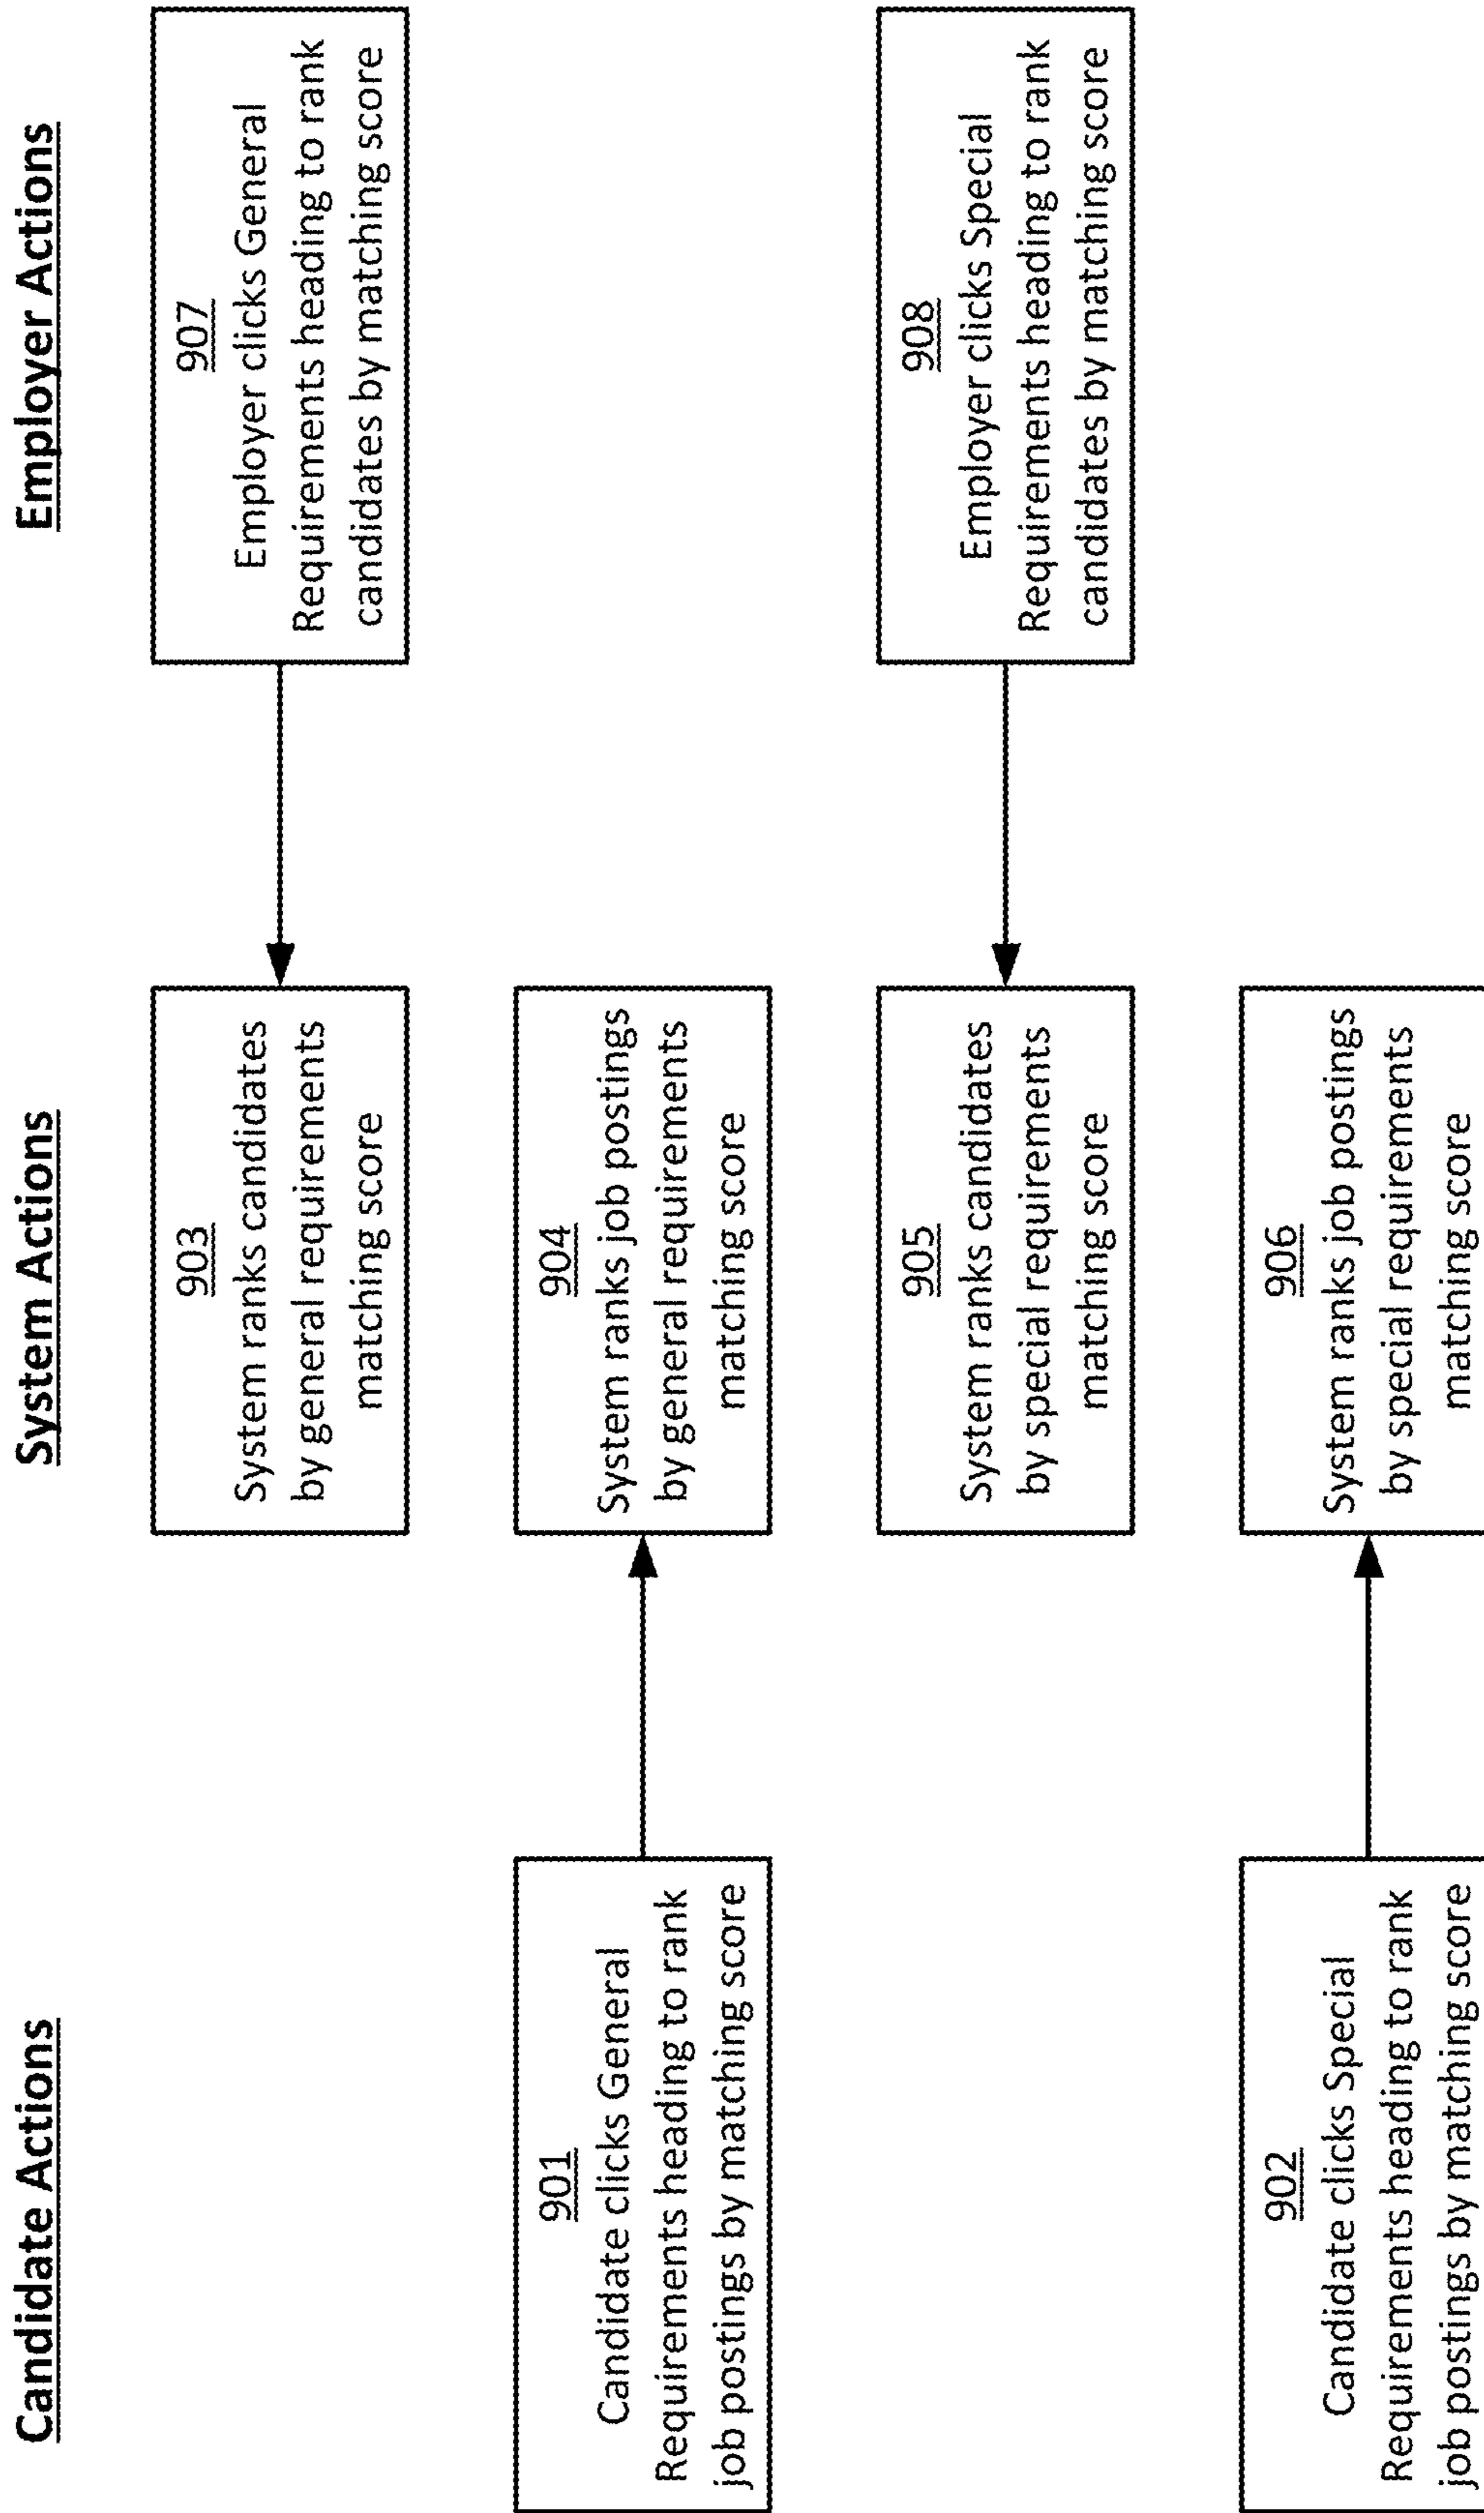 Candidate Actions
System Actions
Employer Actions
907
Employer clicks General
Requirements heading to rank
candidates by matching score
903
System ranks candidates
by general requirements
matching score
901
Candidate clicks General
Requirements heading to rank
job postings by matching score
904
System ranks job postings
by general requirements
matching score
905
System ranks candidates
by special requirements
matching score
908
Employer clicks Special
Requirements heading to rank
candidates by matching score
902
Candidate clicks Special
Requirements heading to rank
job postings by matching score
906
System ranks job postings
by special requirements
matching score